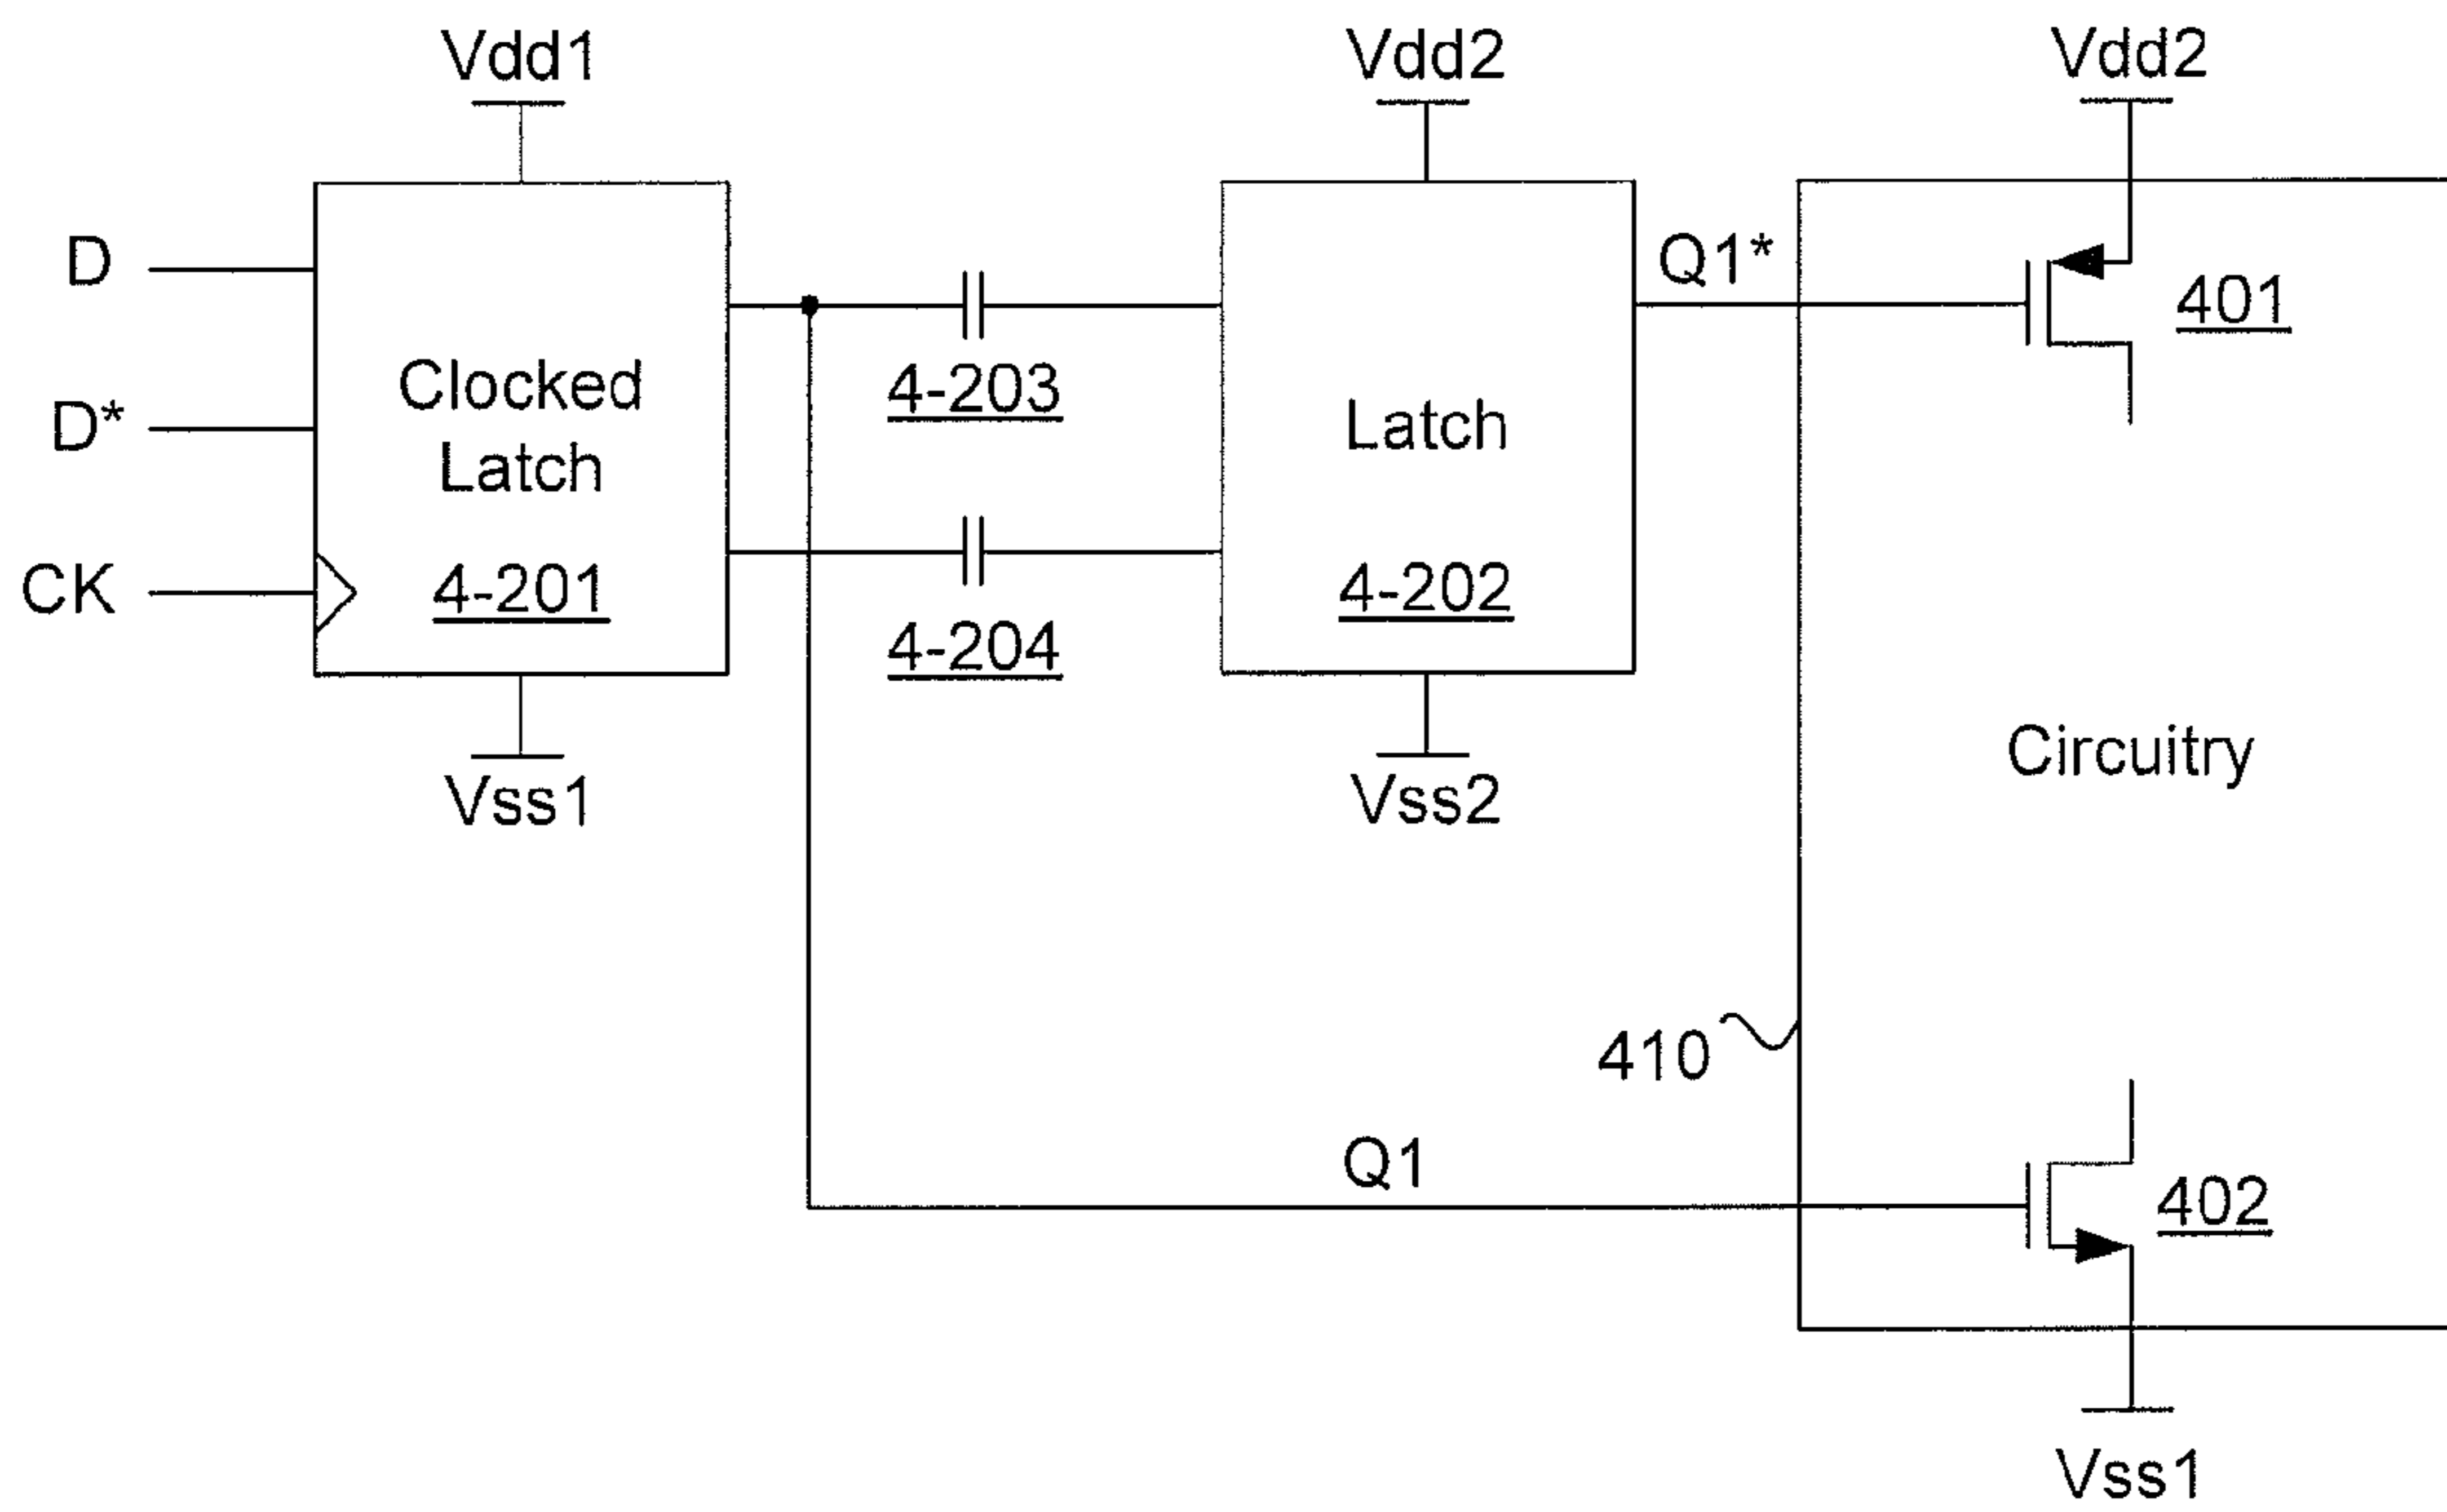 Vdd1
Vdd2
Vdd2
D
D*
CK
Clocked
Latch
4-201
4-203
4-204
Latch
4-202
Q1*
401
Circuitry
Vss1
Vss2
410
Q1
402
Vss1